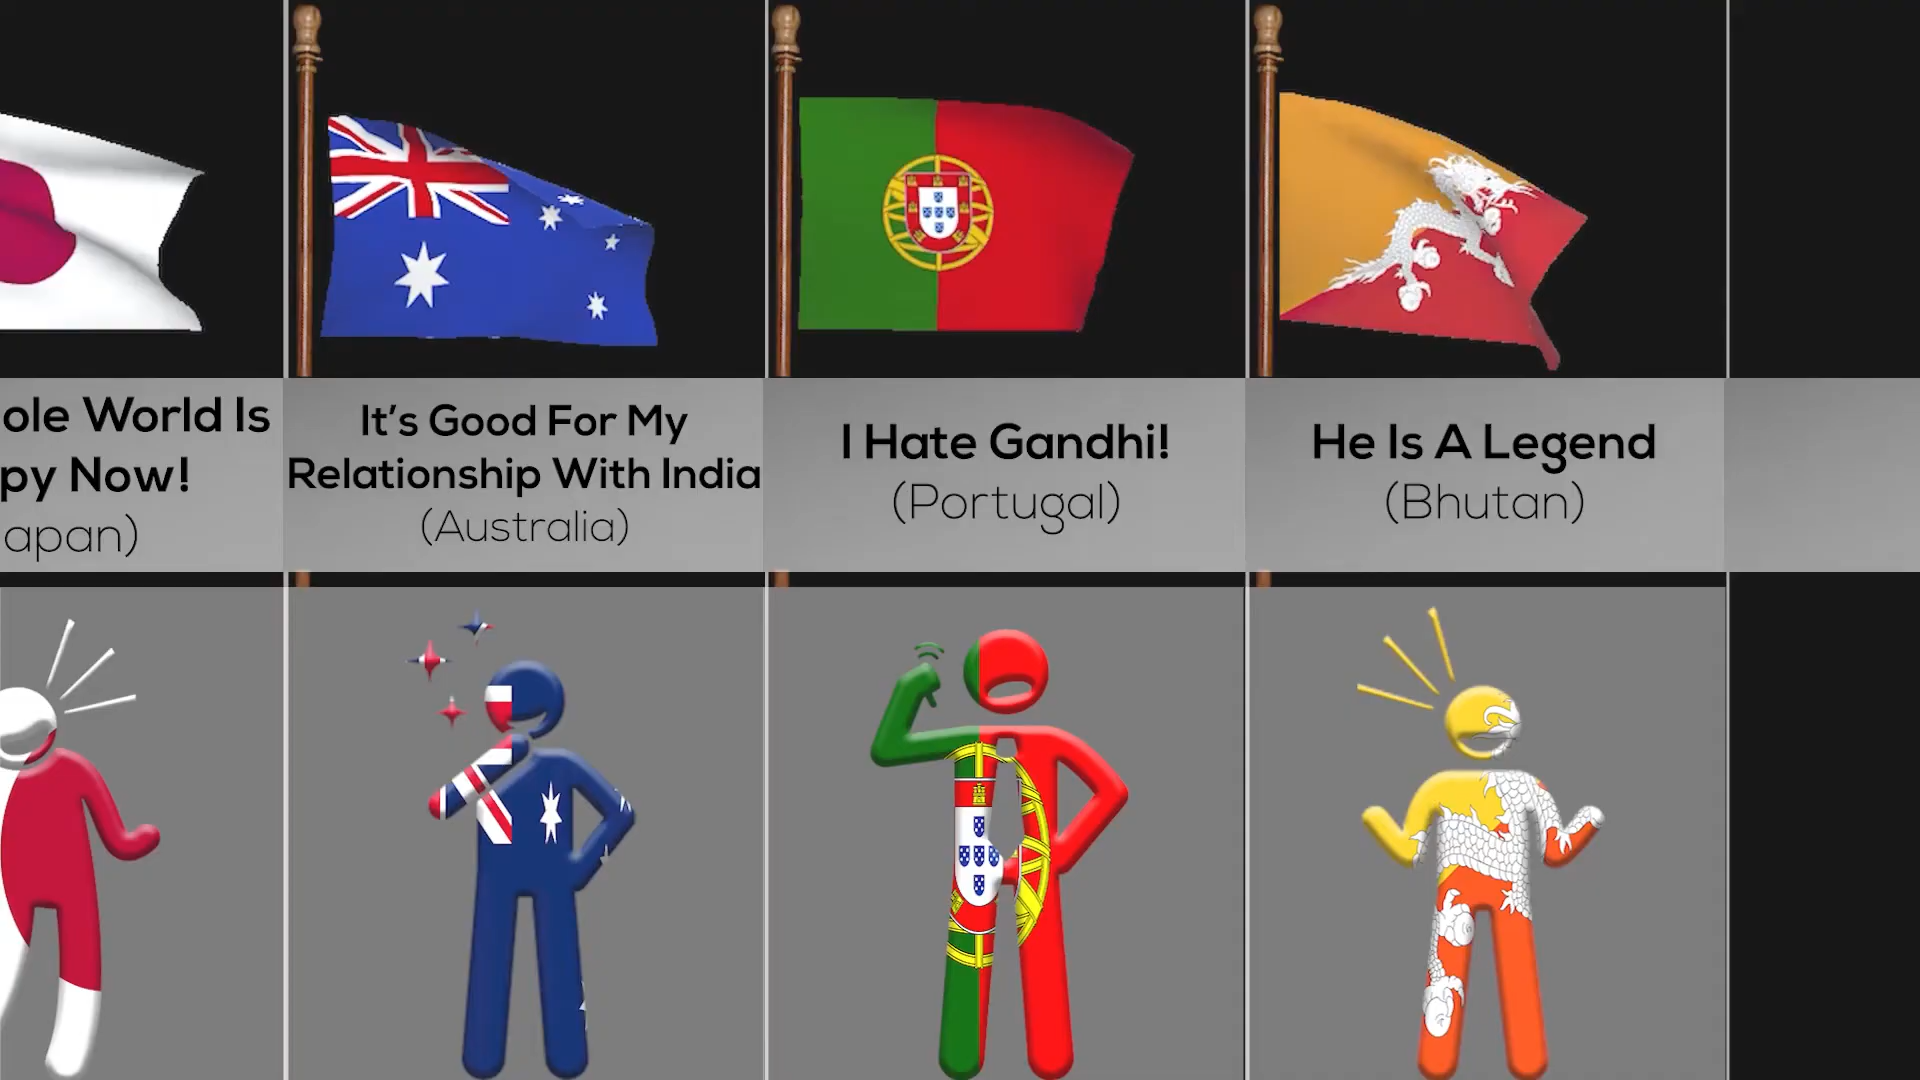 ole World Is
py Now!
apan)
It's Good For My
Relationship With India
(Australia)
I Hate Gandhi!
(Portugal)
He Is A Legend
(Bhutan)